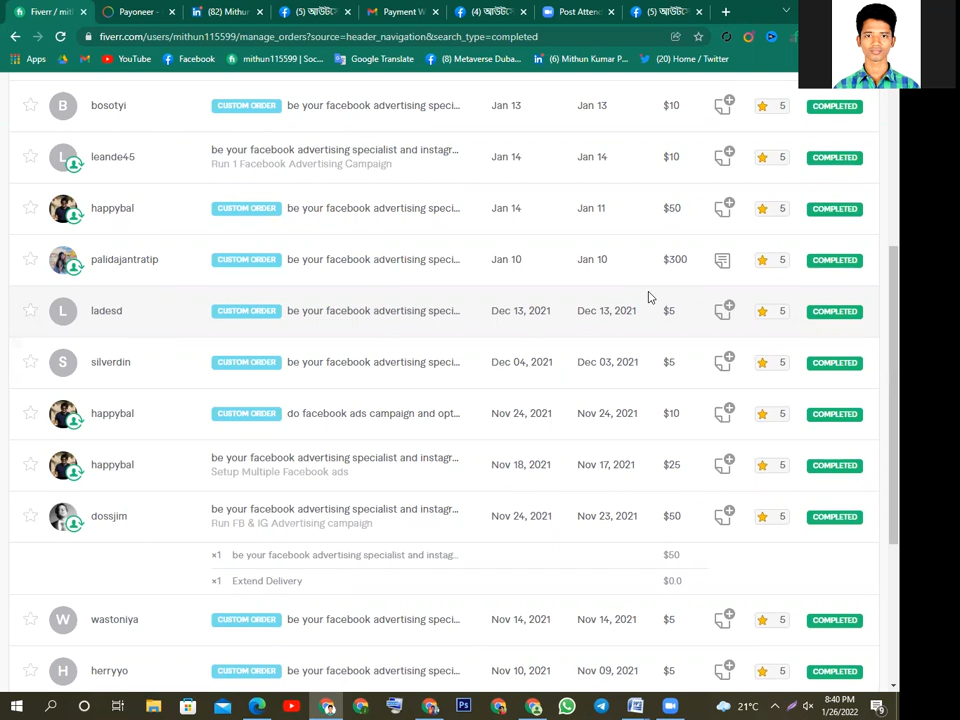 Fiverr / mith
Payoneer -
(82) Mithun
(5) আউটসো
Payment W
(4) আউটসো
Post Atten
(5) আউটসো
fiverr.com/users/mithun115599/manage_orders?source=header_navigation&search_type=completed
Apps
YouTube
Facebook
mithun115599 | Soc...
Google Translate
(8) Metaverse Duba...
(6) Mithun Kumar P...
(20) Home / Twitter
B bosotyi CUSTOM ORDER be your facebook advertising speci... Jan 13 Jan 13 $10 5 COMPLETED
L leande45 be your facebook advertising specialist and instagr... Jan 14 Jan 14 $10 5 COMPLETED
Run 1 Facebook Advertising Campaign
happybal CUSTOM ORDER be your facebook advertising speci... Jan 14 Jan 11 $50 5 COMPLETED
palidajantratip CUSTOM ORDER be your facebook advertising speci... Jan 10 Jan 10 $300 5 COMPLETED
L ladesd CUSTOM ORDER be your facebook advertising speci... Dec 13, 2021 Dec 13, 2021 $5 5 COMPLETED
S silverdin CUSTOM ORDER be your facebook advertising speci... Dec 04, 2021 Dec 03, 2021 $5 5 COMPLETED
happybal CUSTOM ORDER do facebook ads campaign and opt... Nov 24, 2021 Nov 24, 2021 $10 5 COMPLETED
happybal be your facebook advertising specialist and instagr... Nov 18, 2021 Nov 17, 2021 $25 5 COMPLETED
Setup Multiple Facebook ads
dossjim be your facebook advertising specialist and instagr... Nov 24, 2021 Nov 23, 2021 $50 5 COMPLETED
Run FB & IG Advertising campaign
×1 be your facebook advertising specialist and instag... $50
×1 Extend Delivery $0.0
W wastoniya CUSTOM ORDER be your facebook advertising speci... Nov 14, 2021 Nov 14, 2021 $5 5 COMPLETED
H herryyo CUSTOM ORDER be your facebook advertising speci... Nov 10, 2021 Nov 09, 2021 $5 5 COMPLETED
21°C
8:40 PM
1/26/2022